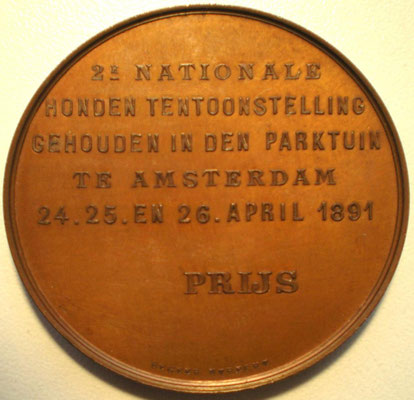 2e NATIONALE
HONDEN TENTOONSTELLING
GEHOUDEN IN DEN PARKTUIN
TE AMSTERDAM
24.25.EN 26.APRIL 1891
PRIJS